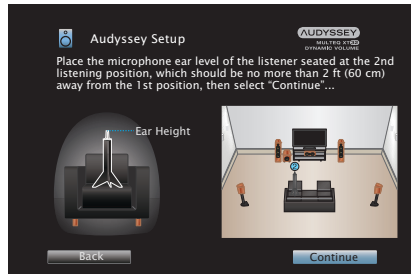 Audyssey Setup
AUDYSSEY
MULTEQ XT32
DYNAMIC VOLUME
Place the microphone ear level of the listener seated at the 2nd
listening position, which should be no more than 2 ft (60 cm)
away from the 1st position, then select “Continue”...
Ear Height
Back
Continue